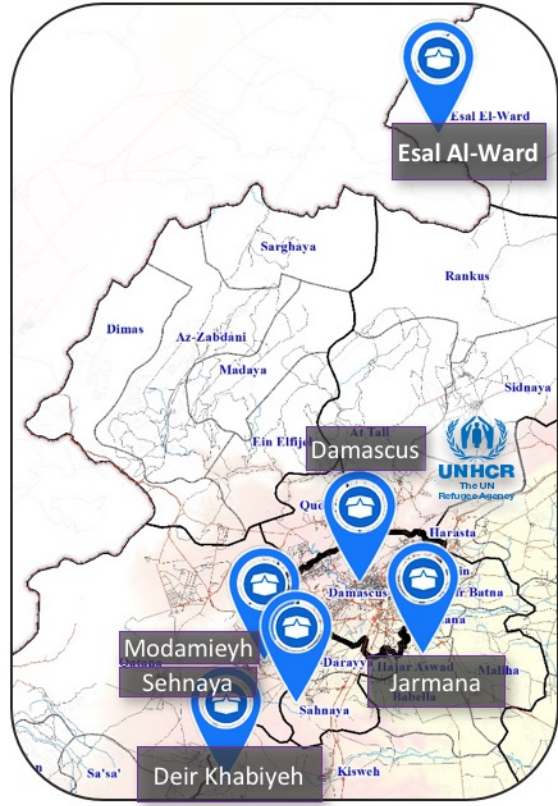 Esal El-Ward
Esal Al-Ward
Sarghaya
Rankus
Dimas
Az-Zabdani
Madaya
Sidnaya
At Tall
Ein Elfijeh
Damascus
UNHCR
The UN
Refugee Agency
Harasta
Damascus
Batna
Modamieyh
Darayya
Hajar Aswad
Maliha
Sehnaya
Jarmana
Babella
Sahnaya
Deir Khabiyeh
Sa'sa'
Kisweh